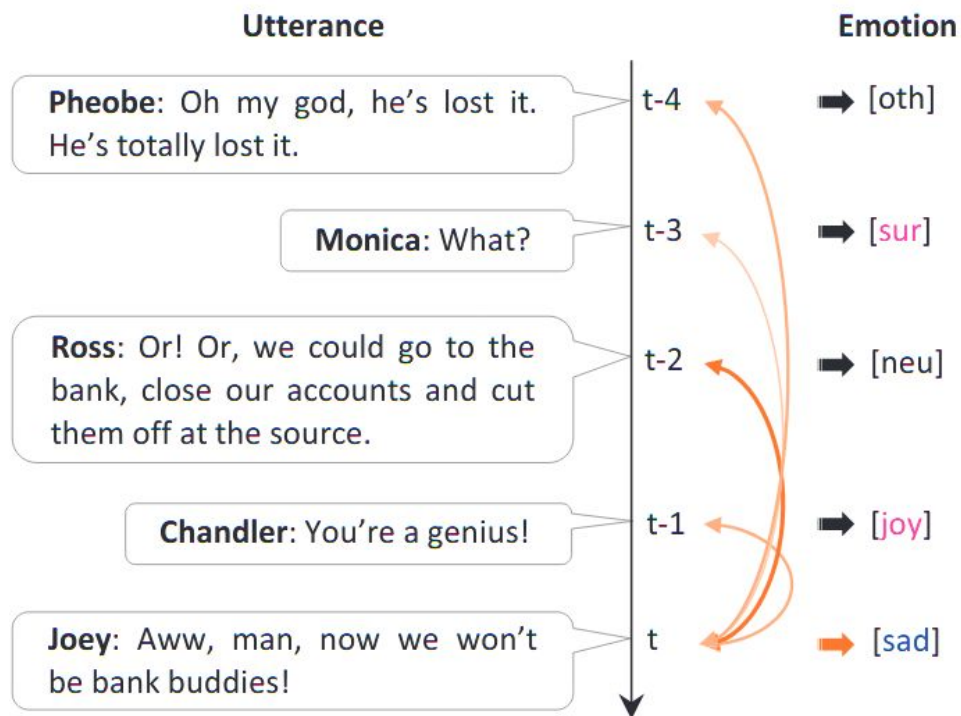 Utterance Emotion
Pheobe: Oh my god, he's lost it.
He's totally lost it.
t-4 [oth]
Monica: What? t-3 [sur]
Ross: Or! Or, we could go to the
bank, close our accounts and cut
them off at the source.
t-2 [neu]
Chandler: You're a genius! t-1 [joy]
Joey: Aww, man, now we won't
be bank buddies!
t [sad]